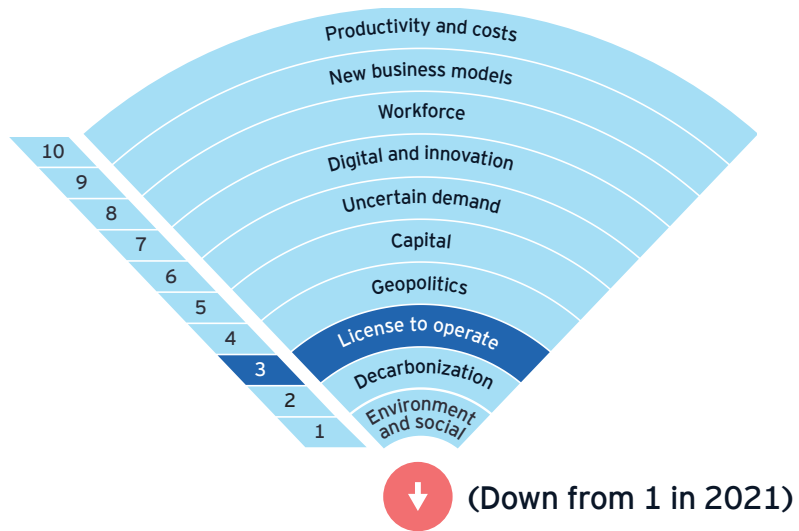 Productivity and costs
New business models
Workforce
Digital and innovation
Uncertain demand
Capital
Geopolitics
License to operate
Decarbonization
Environment
and social
10
9
8
7
6
5
4
3
2
1
(Down from 1 in 2021)